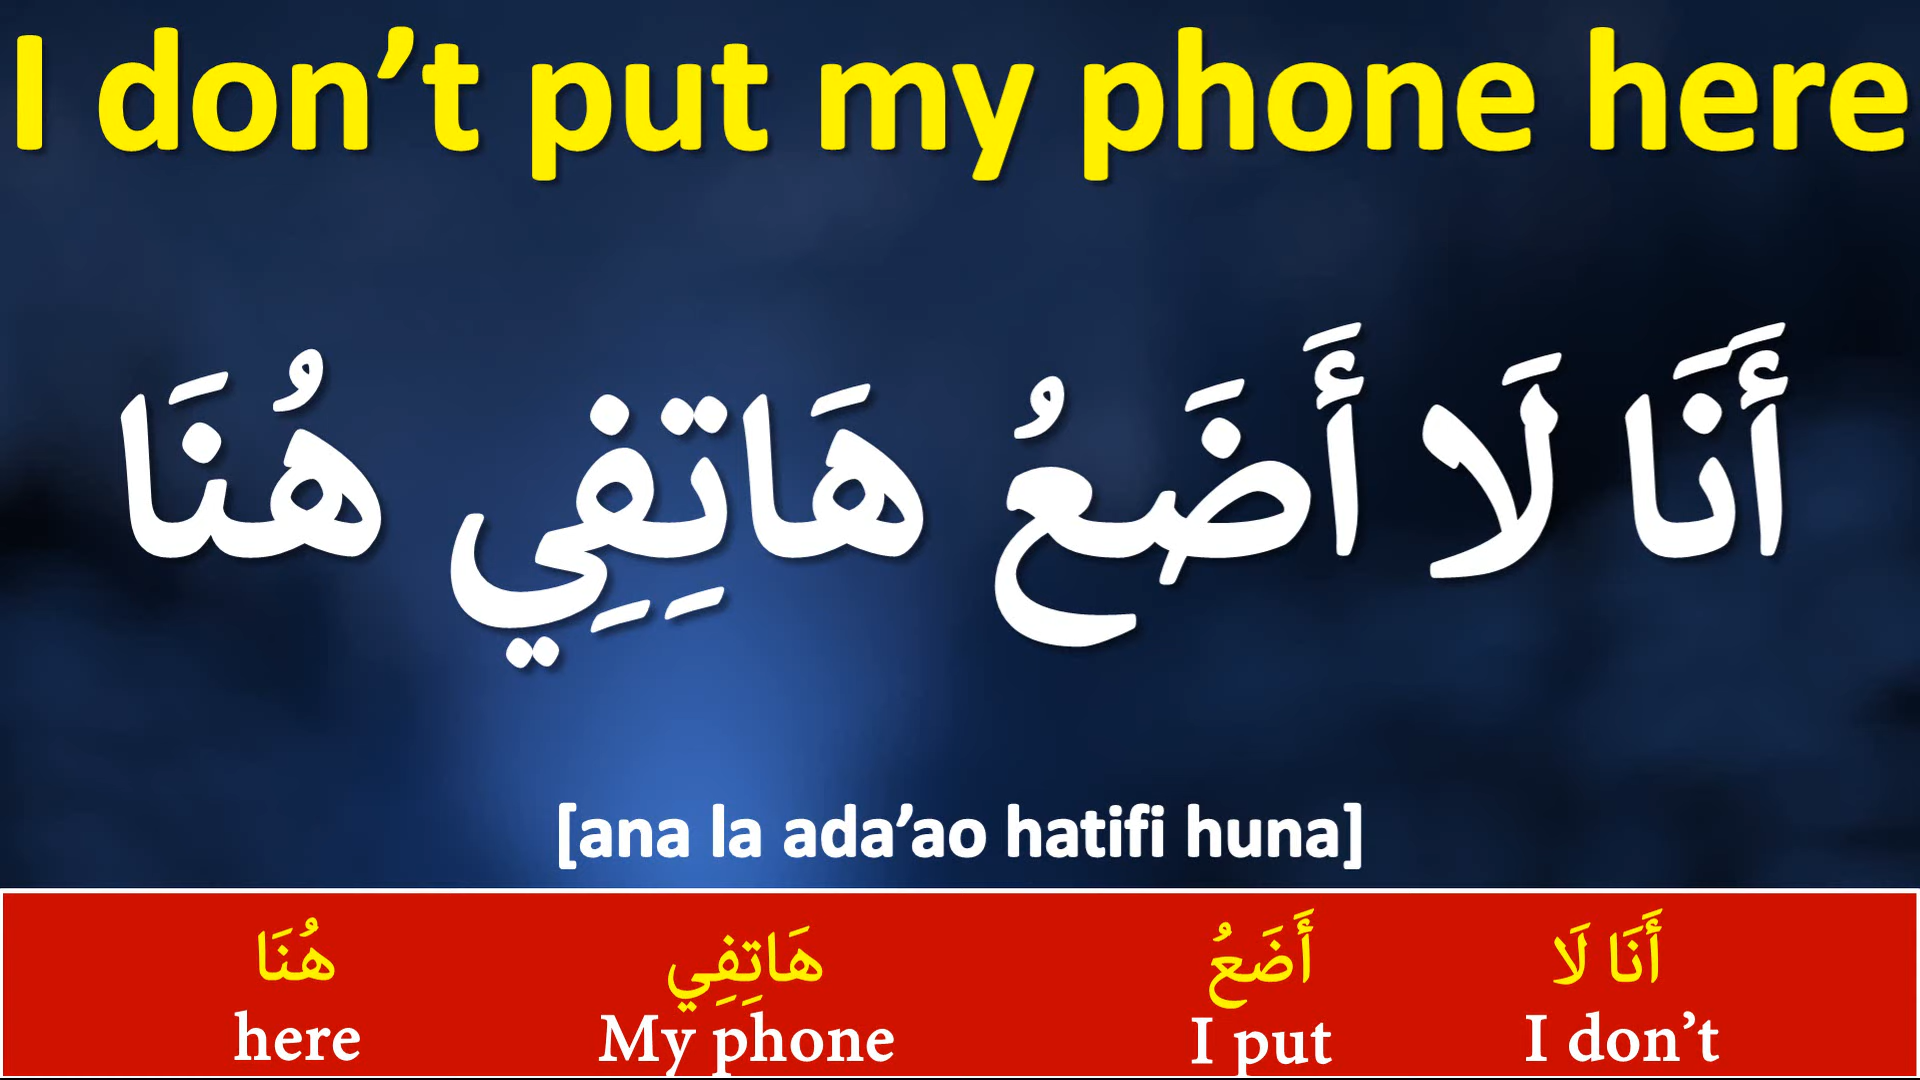 I don’t put my phone here
أَنَا لَا أَضَعُ هَاتِفِي هُنَا
[ana la ada’ao hatifi huna]
أَنَا لَا أَضَعُ هَاتِفِي هُنَا
here My phone I put I don’t